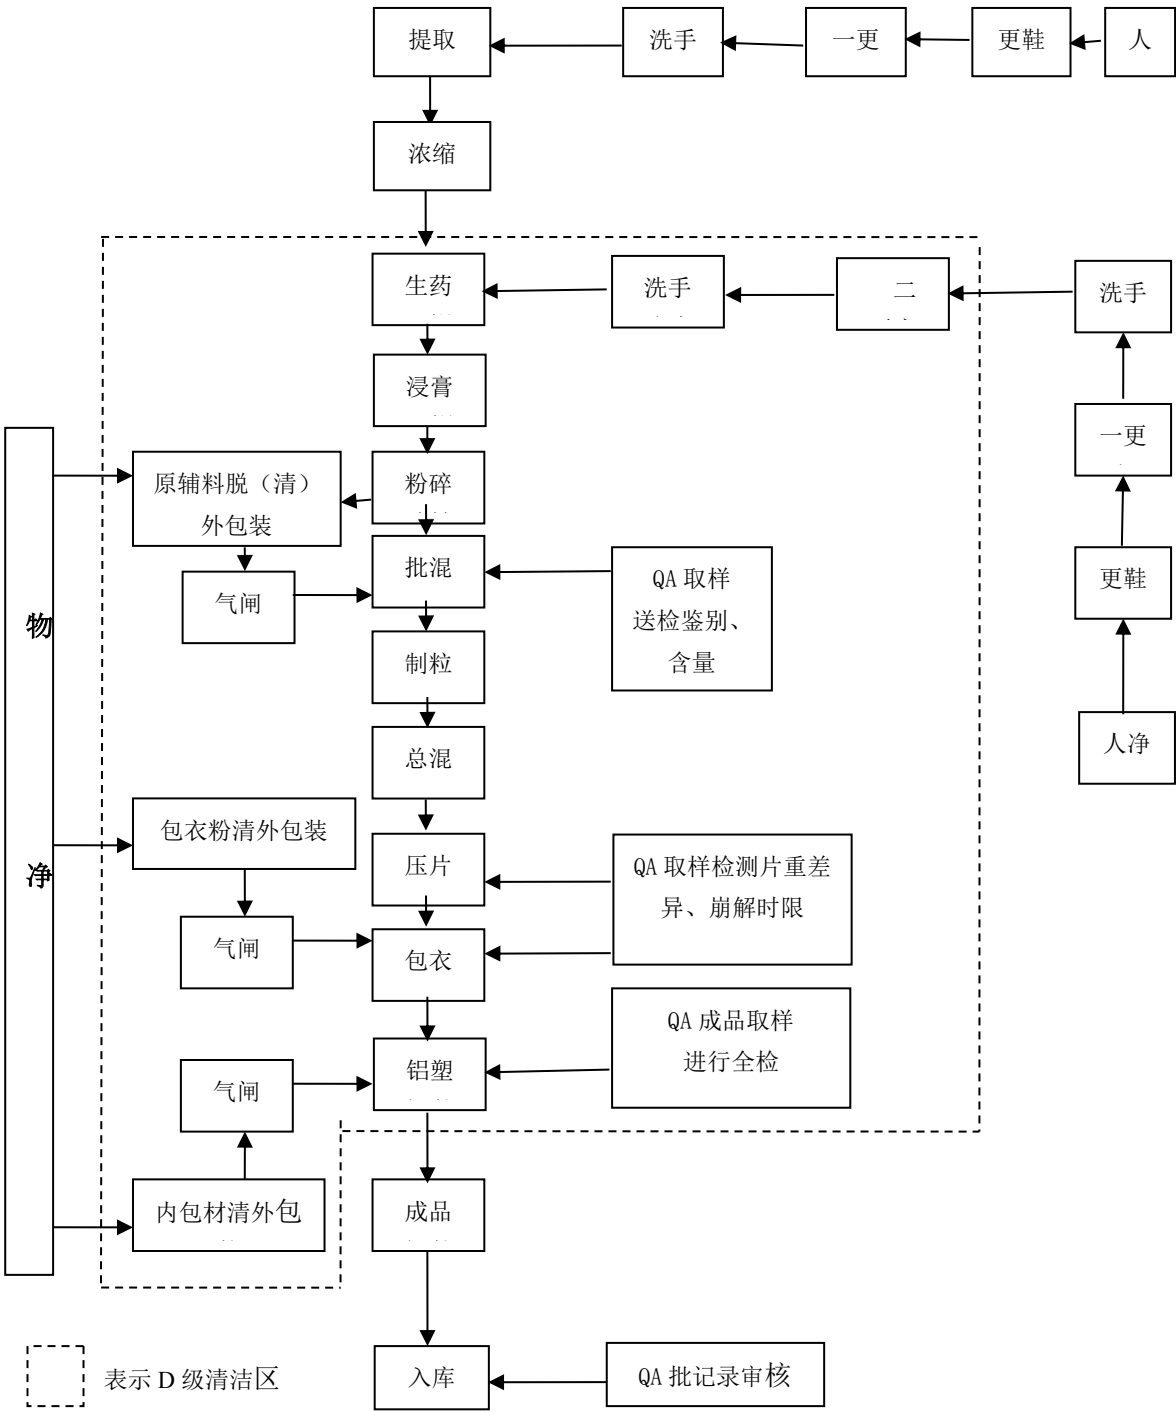 提取
洗手
一更
更鞋
人
浓缩
生药
洗手
二
洗手
浸膏
一更
原辅料脱（清）
外包装
粉碎
批混
QA 取样
送检鉴别、
含量
更鞋
气闸
物
制粒
人净
总混
包衣粉清外包装
压片
QA 取样检测片重差
异、崩解时限
净
气闸
包衣
QA 成品取样
进行全检
气闸
铝塑
内包材清外包
成品
表示 D 级清洁区
入库
QA 批记录审核